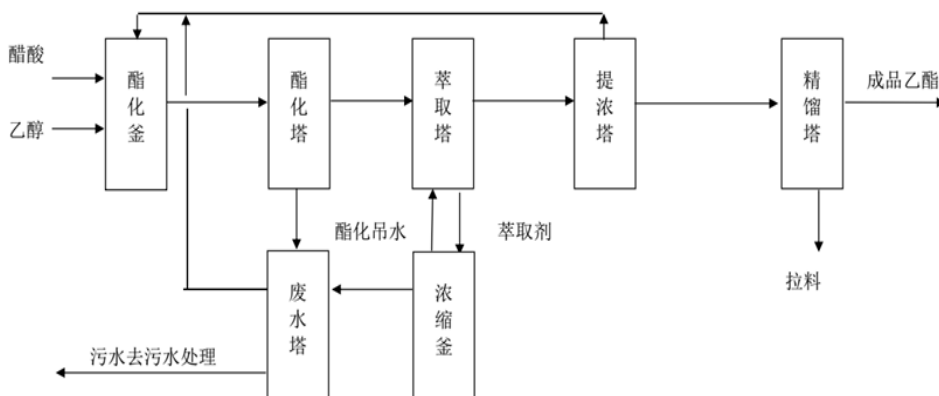 醋酸
乙醇
酯化釜
酯化塔
萃取塔
提浓塔
精馏塔
成品乙酯
酯化吊水
萃取剂
拉料
废水塔
浓缩釜
污水去污水处理